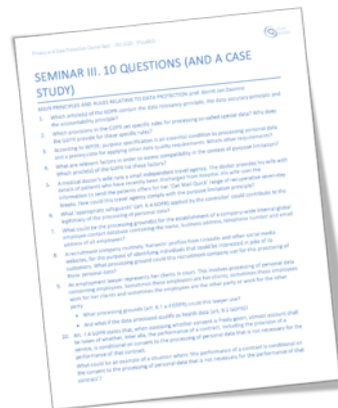 SEMINAR III. 10 QUESTIONS (AND A CASE
STUDY)
MAIN PRINCIPLES AND RULES RELATING TO DATA PROTECTION prof. Gerrit-Jan Zwenne
1. Which article(s) of the GDPR contain the data relevancy principle, the data accuracy principle and
the accountability principle?
2. Which provisions in the GDPR set specific rules for processing so-called special data? Why does
the GDPR provide for these specific rules?
3. According to WP29, purpose specification is an essential condition to processing personal data
and a prerequisite for applying other data quality requirements. Which other requirements?
4. What are relevant factors in order to assess compatibility in the context of purpose limitation?
Which article(s) of the GDPR list these factors?
5. A medical doctor's wife runs a small independent travel agents. The doctor provides his wife with
details of patients who have recently been discharged from hospital. His wife uses the
information to send the patients offers for her 'Get Well Quick' range of recuperative seven-day
breaks. How could this travel agency comply with the purpose limitation principle?
6. What 'appropriate safeguards' (art. 6.4 GDPR) applied by the controller could contribute to the
legitimacy of the processing of personal data?
7. What could be the processing ground(s) for the establishment of a company-wide internal global
employee contact database containing the name, business address, telephone number and email
address of all employees?
8. A recruitment company routinely 'harvests' profiles from LinkedIn and other social media
websites, for the purpose of identifying individuals that could be interested in jobs of its
customers. What processing ground could this recruitment company use for this processing of
these personal data?
9. An employment lawyer represents her clients in court. This involves processing of personal data
concerning employees. Sometimes these employees are her clients, sometimes these employees
work for her clients and sometimes the employees are the other party or work for the other
party.
• What processing grounds (art. 6.1 a-f GDPR) could this lawyer use?
• And what if the data processed qualify as health data (art. 9.1 GDPR)?
10. Art. 7.4 GDPR states that, when assessing whether consent is freely given, utmost account shall
be taken of whether, inter alia, the performance of a contract, including the provision of a
service, is conditional on consent to the processing of personal data that is not necessary for the
performance of that contract.
What could be an example of a situation where 'the performance of a contract is conditional on
the consent to the processing of personal data that is not necessary for the performance of that
contract'?